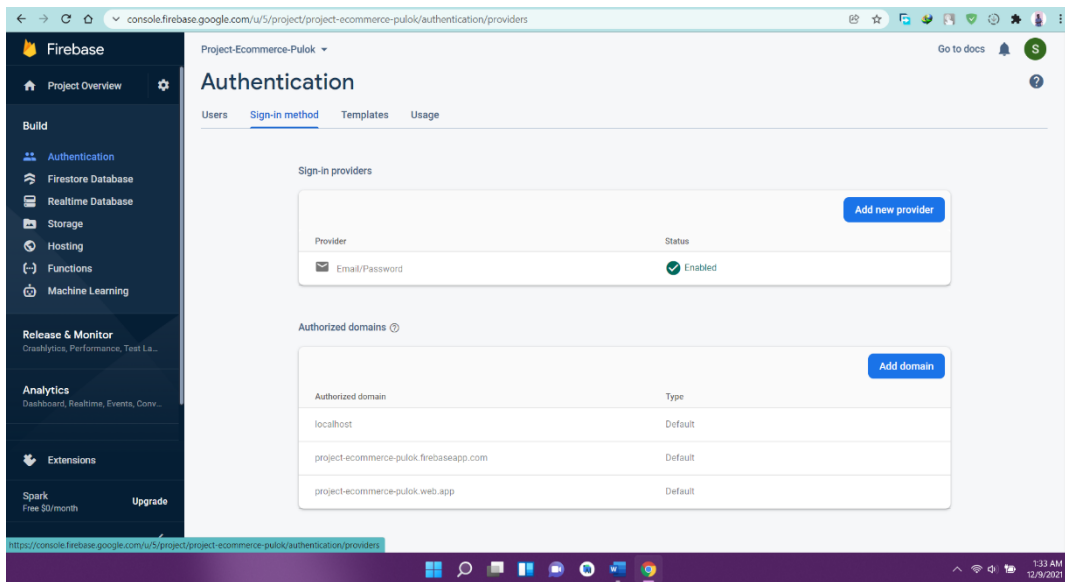 console.firebase.google.com/u/5/project/project-ecommerce-pulok/authentication/providers
Firebase
Project Overview
Build
Authentication
Firestore Database
Realtime Database
Storage
Hosting
Functions
Machine Learning
Release & Monitor
Crashlytics, Performance, Test La...
Analytics
Dashboard, Realtime, Events, Conv...
Extensions
Spark
Free $0/month
Upgrade
Project-Ecommerce-Pulok
Go to docs
S
Authentication
Users Sign-in method Templates Usage
Sign-in providers
Add new provider
Provider Status
Email/Password Enabled
Authorized domains
Add domain
Authorized domain Type
localhost Default
project-ecommerce-pulok.firebaseapp.com Default
project-ecommerce-pulok.web.app Default
https://console.firebase.google.com/u/5/project/project-ecommerce-pulok/authentication/providers
1:33 AM
12/9/2021